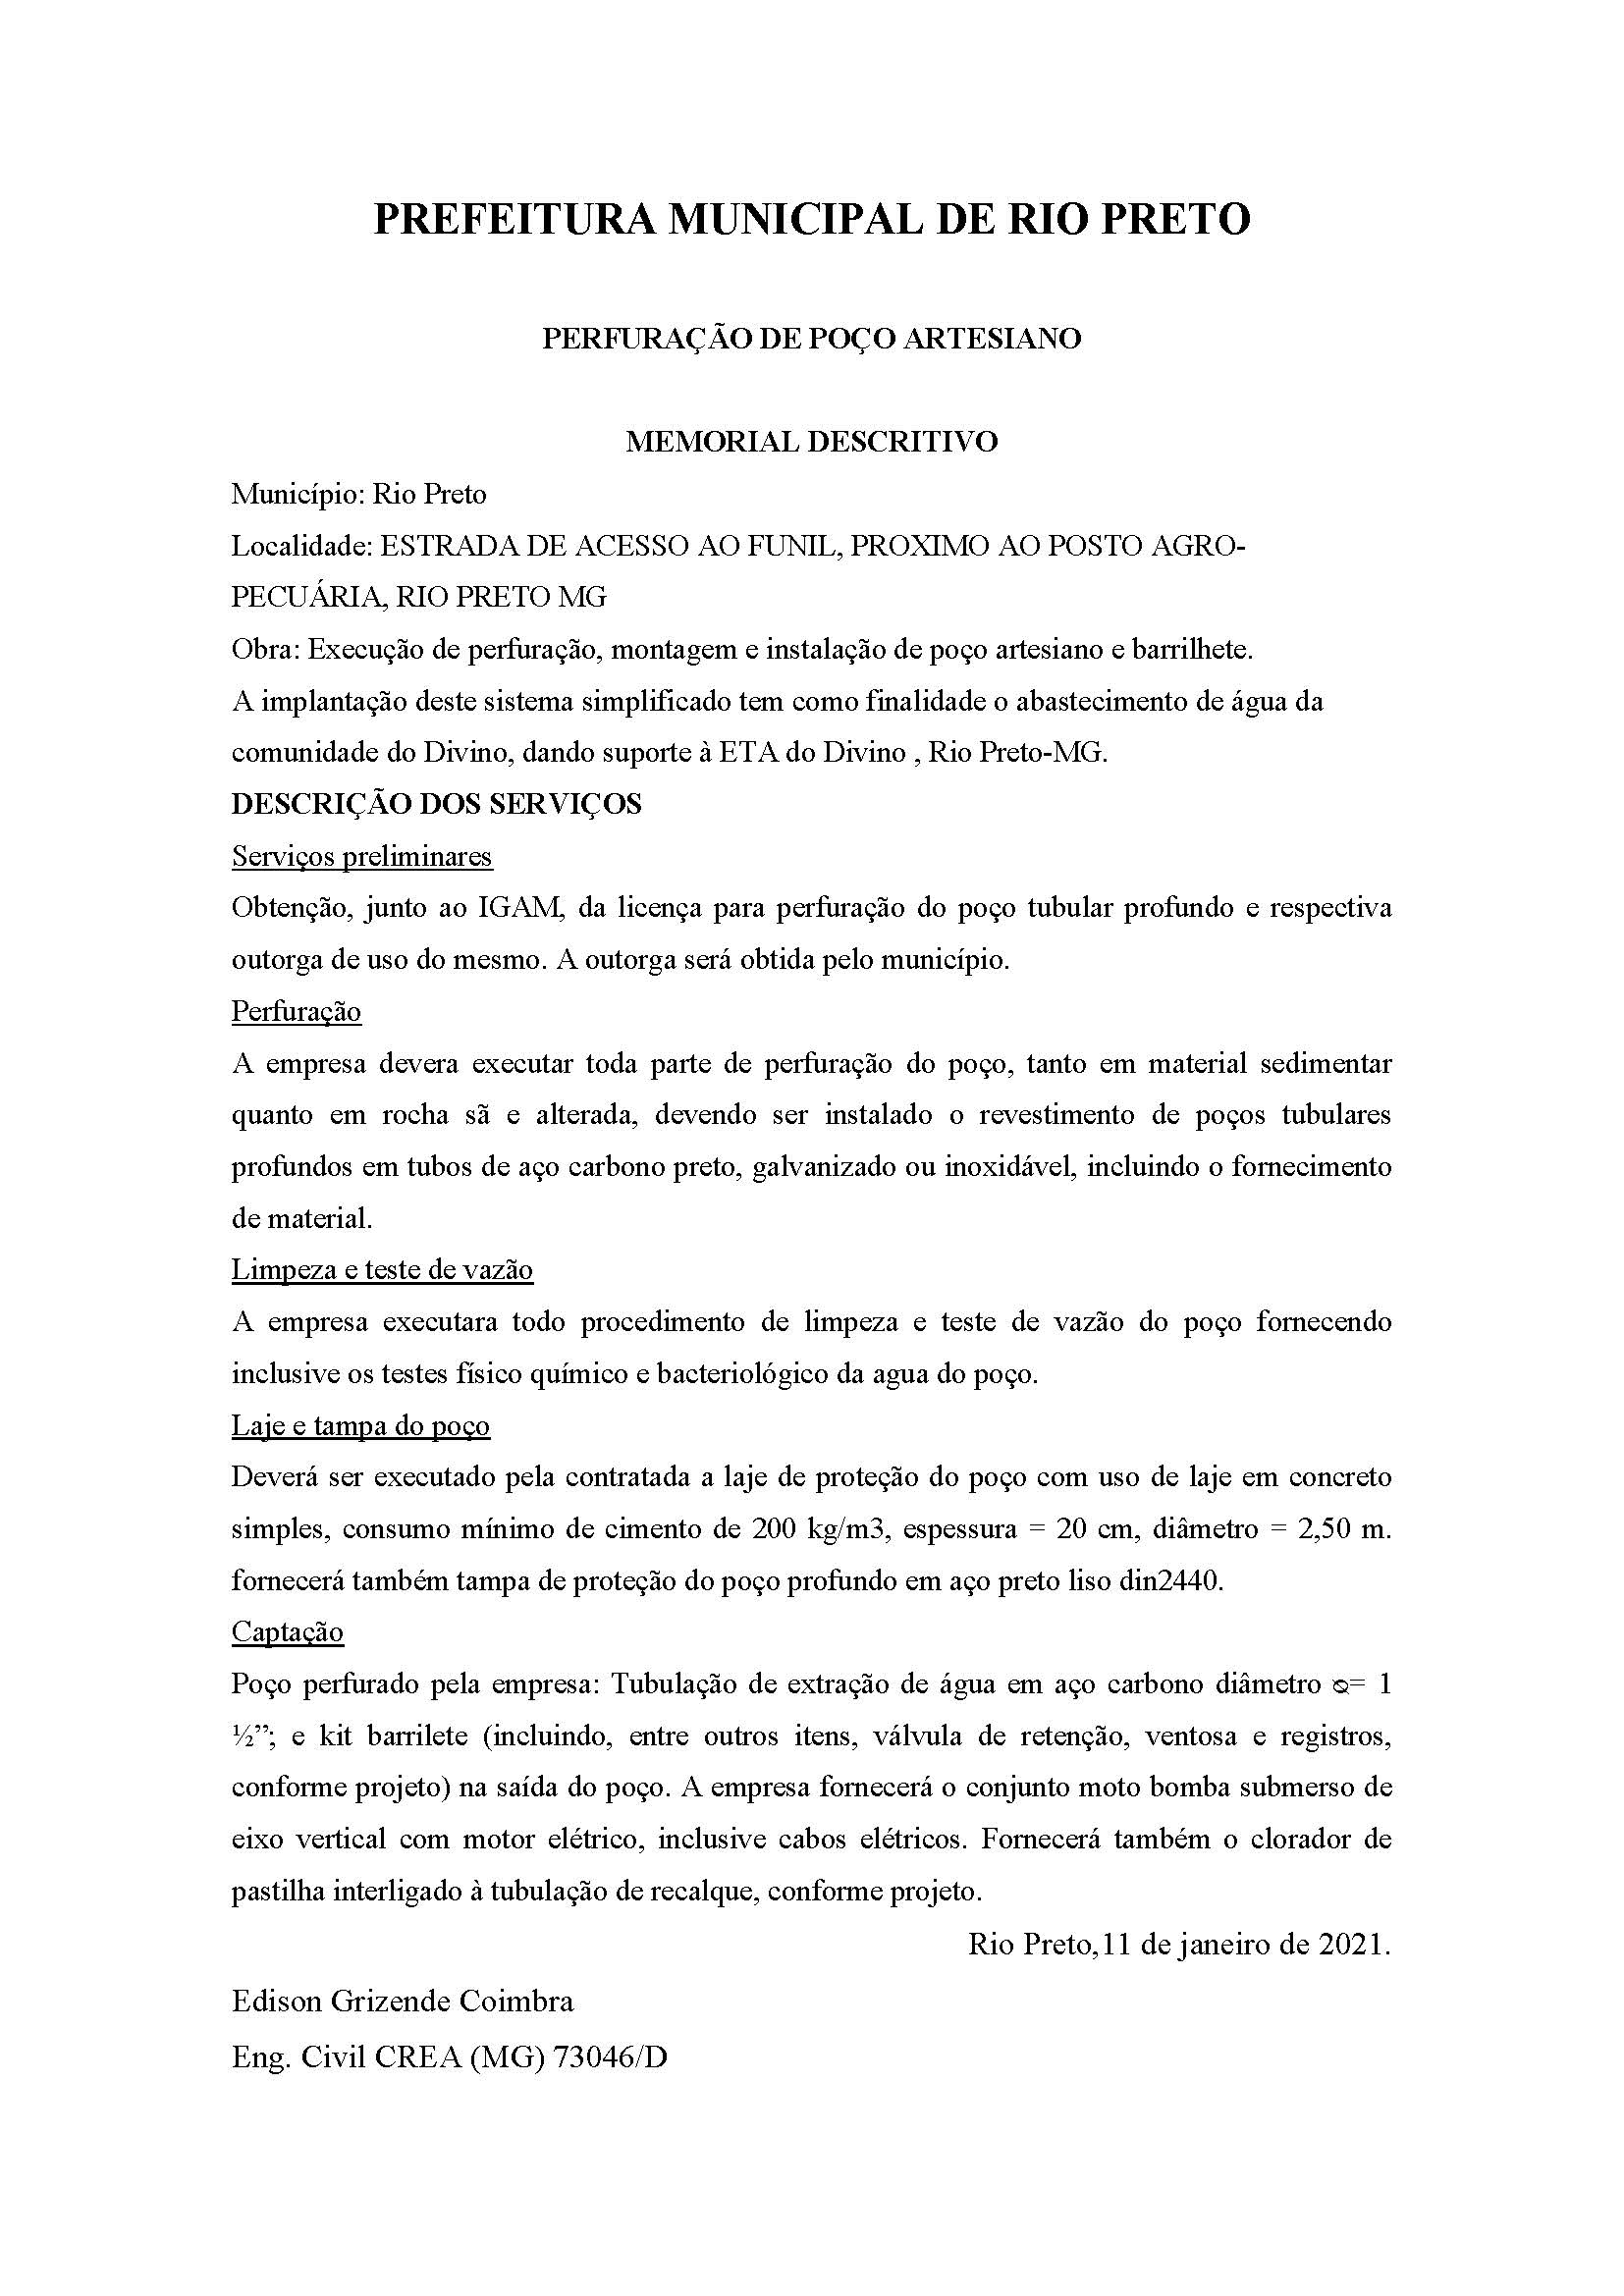 PREFEITURA MUNICIPAL DE RIO PRETO
PERFURAÇÃO DE POÇO ARTESIANO
MEMORIAL DESCRITIVO
Município: Rio Preto
Localidade: ESTRADA DE ACESSO AO FUNIL, PROXIMO AO POSTO AGRO-
PECUÁRIA, RIO PRETO MG
Obra: Execução de perfuração, montagem e instalação de poço artesiano e barrilhete.
A implantação deste sistema simplificado tem como finalidade o abastecimento de água da
comunidade do Divino, dando suporte à ETA do Divino , Rio Preto-MG.
DESCRIÇÃO DOS SERVIÇOS
Serviços preliminares
Obtenção, junto ao IGAM, da licença para perfuração do poço tubular profundo e respectiva
outorga de uso do mesmo. A outorga será obtida pelo município.
Perfuração
A empresa devera executar toda parte de perfuração do poço, tanto em material sedimentar
quanto em rocha sã e alterada, devendo ser instalado o revestimento de poços tubulares
profundos em tubos de aço carbono preto, galvanizado ou inoxidável, incluindo o fornecimento
de material.
Limpeza e teste de vazão
A empresa executara todo procedimento de limpeza e teste de vazão do poço fornecendo
inclusive os testes físico químico e bacteriológico da agua do poço.
Laje e tampa do poço
Deverá ser executado pela contratada a laje de proteção do poço com uso de laje em concreto
simples, consumo mínimo de cimento de 200 kg/m3, espessura = 20 cm, diâmetro = 2,50 m.
fornecerá também tampa de proteção do poço profundo em aço preto liso din2440.
Captação
Poço perfurado pela empresa: Tubulação de extração de água em aço carbono diâmetro ᴓ= 1
½”; e kit barrilete (incluindo, entre outros itens, válvula de retenção, ventosa e registros,
conforme projeto) na saída do poço. A empresa fornecerá o conjunto moto bomba submerso de
eixo vertical com motor elétrico, inclusive cabos elétricos. Fornecerá também o clorador de
pastilha interligado à tubulação de recalque, conforme projeto.
Rio Preto,11 de janeiro de 2021.
Edison Grizende Coimbra
Eng. Civil CREA (MG) 73046/D